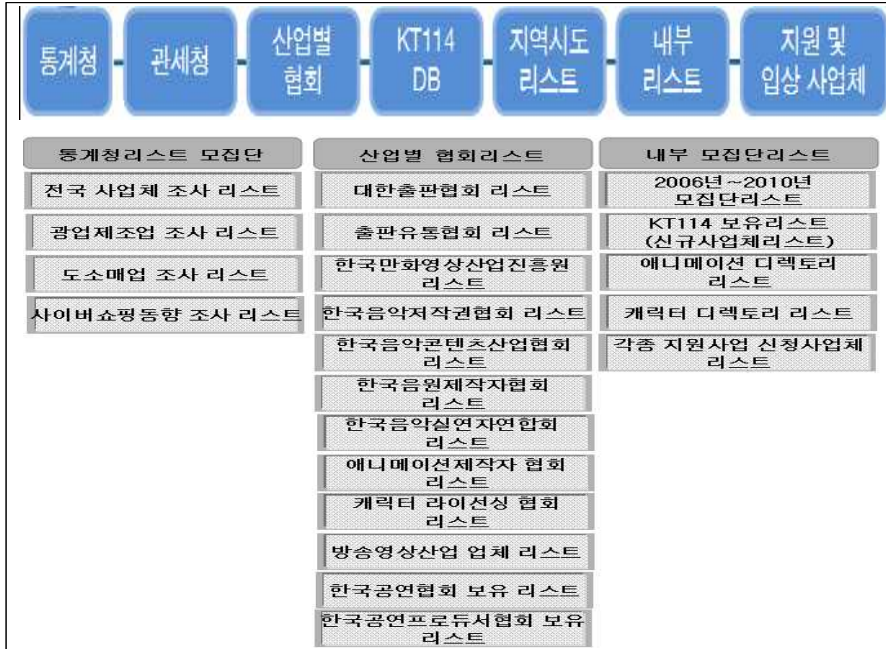 통계청
관세청
산업별
협회
KT114
DB
지역시도
리스트
내부
리스트
지원 및
입상 사업체
통계청리스트 모집단
전국 사업체 조사 리스트
광업제조업 조사 리스트
도소매업 조사 리스트
사이버쇼핑동향 조사 리스트
산업별 협회리스트
대한출판협회 리스트
출판유통협회 리스트
한국만화영상산업진흥원
리스트
한국음악저작권협회 리스트
한국음악콘텐츠산업협회
리스트
한국음원제작자협회
리스트
한국음악실연자연합회
리스트
애니메이션제작자 협회
리스트
캐릭터 라이선싱 협회
리스트
방송영상산업 업체 리스트
한국공연협회 보유 리스트
한국공연프로듀서협회 보유
리스트
내부 모집단리스트
2006년~2010년
모집단리스트
KT114 보유리스트
(신규사업체리스트)
애니메이션 디렉토리
리스트
캐릭터 디렉토리 리스트
각종 지원사업 신청사업체
리스트